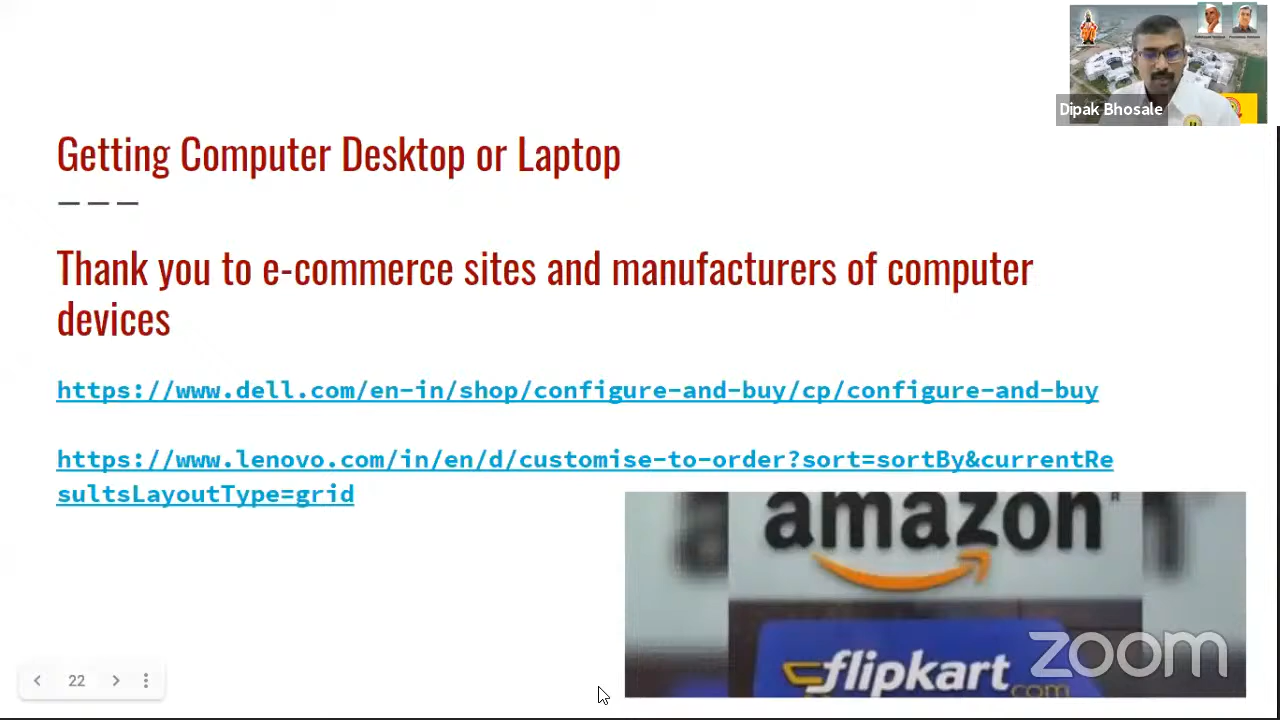 Dipak Bhosale
Getting Computer Desktop or Laptop
Thank you to e-commerce sites and manufacturers of computer
devices
https://www.dell.com/en-in/shop/configure-and-buy/cp/configure-and-buy
https://www.lenovo.com/in/en/d/customise-to-order?sort=sortBy&currentRe
sultsLayoutType=grid
amazon
flipkart
.com
zoom
22